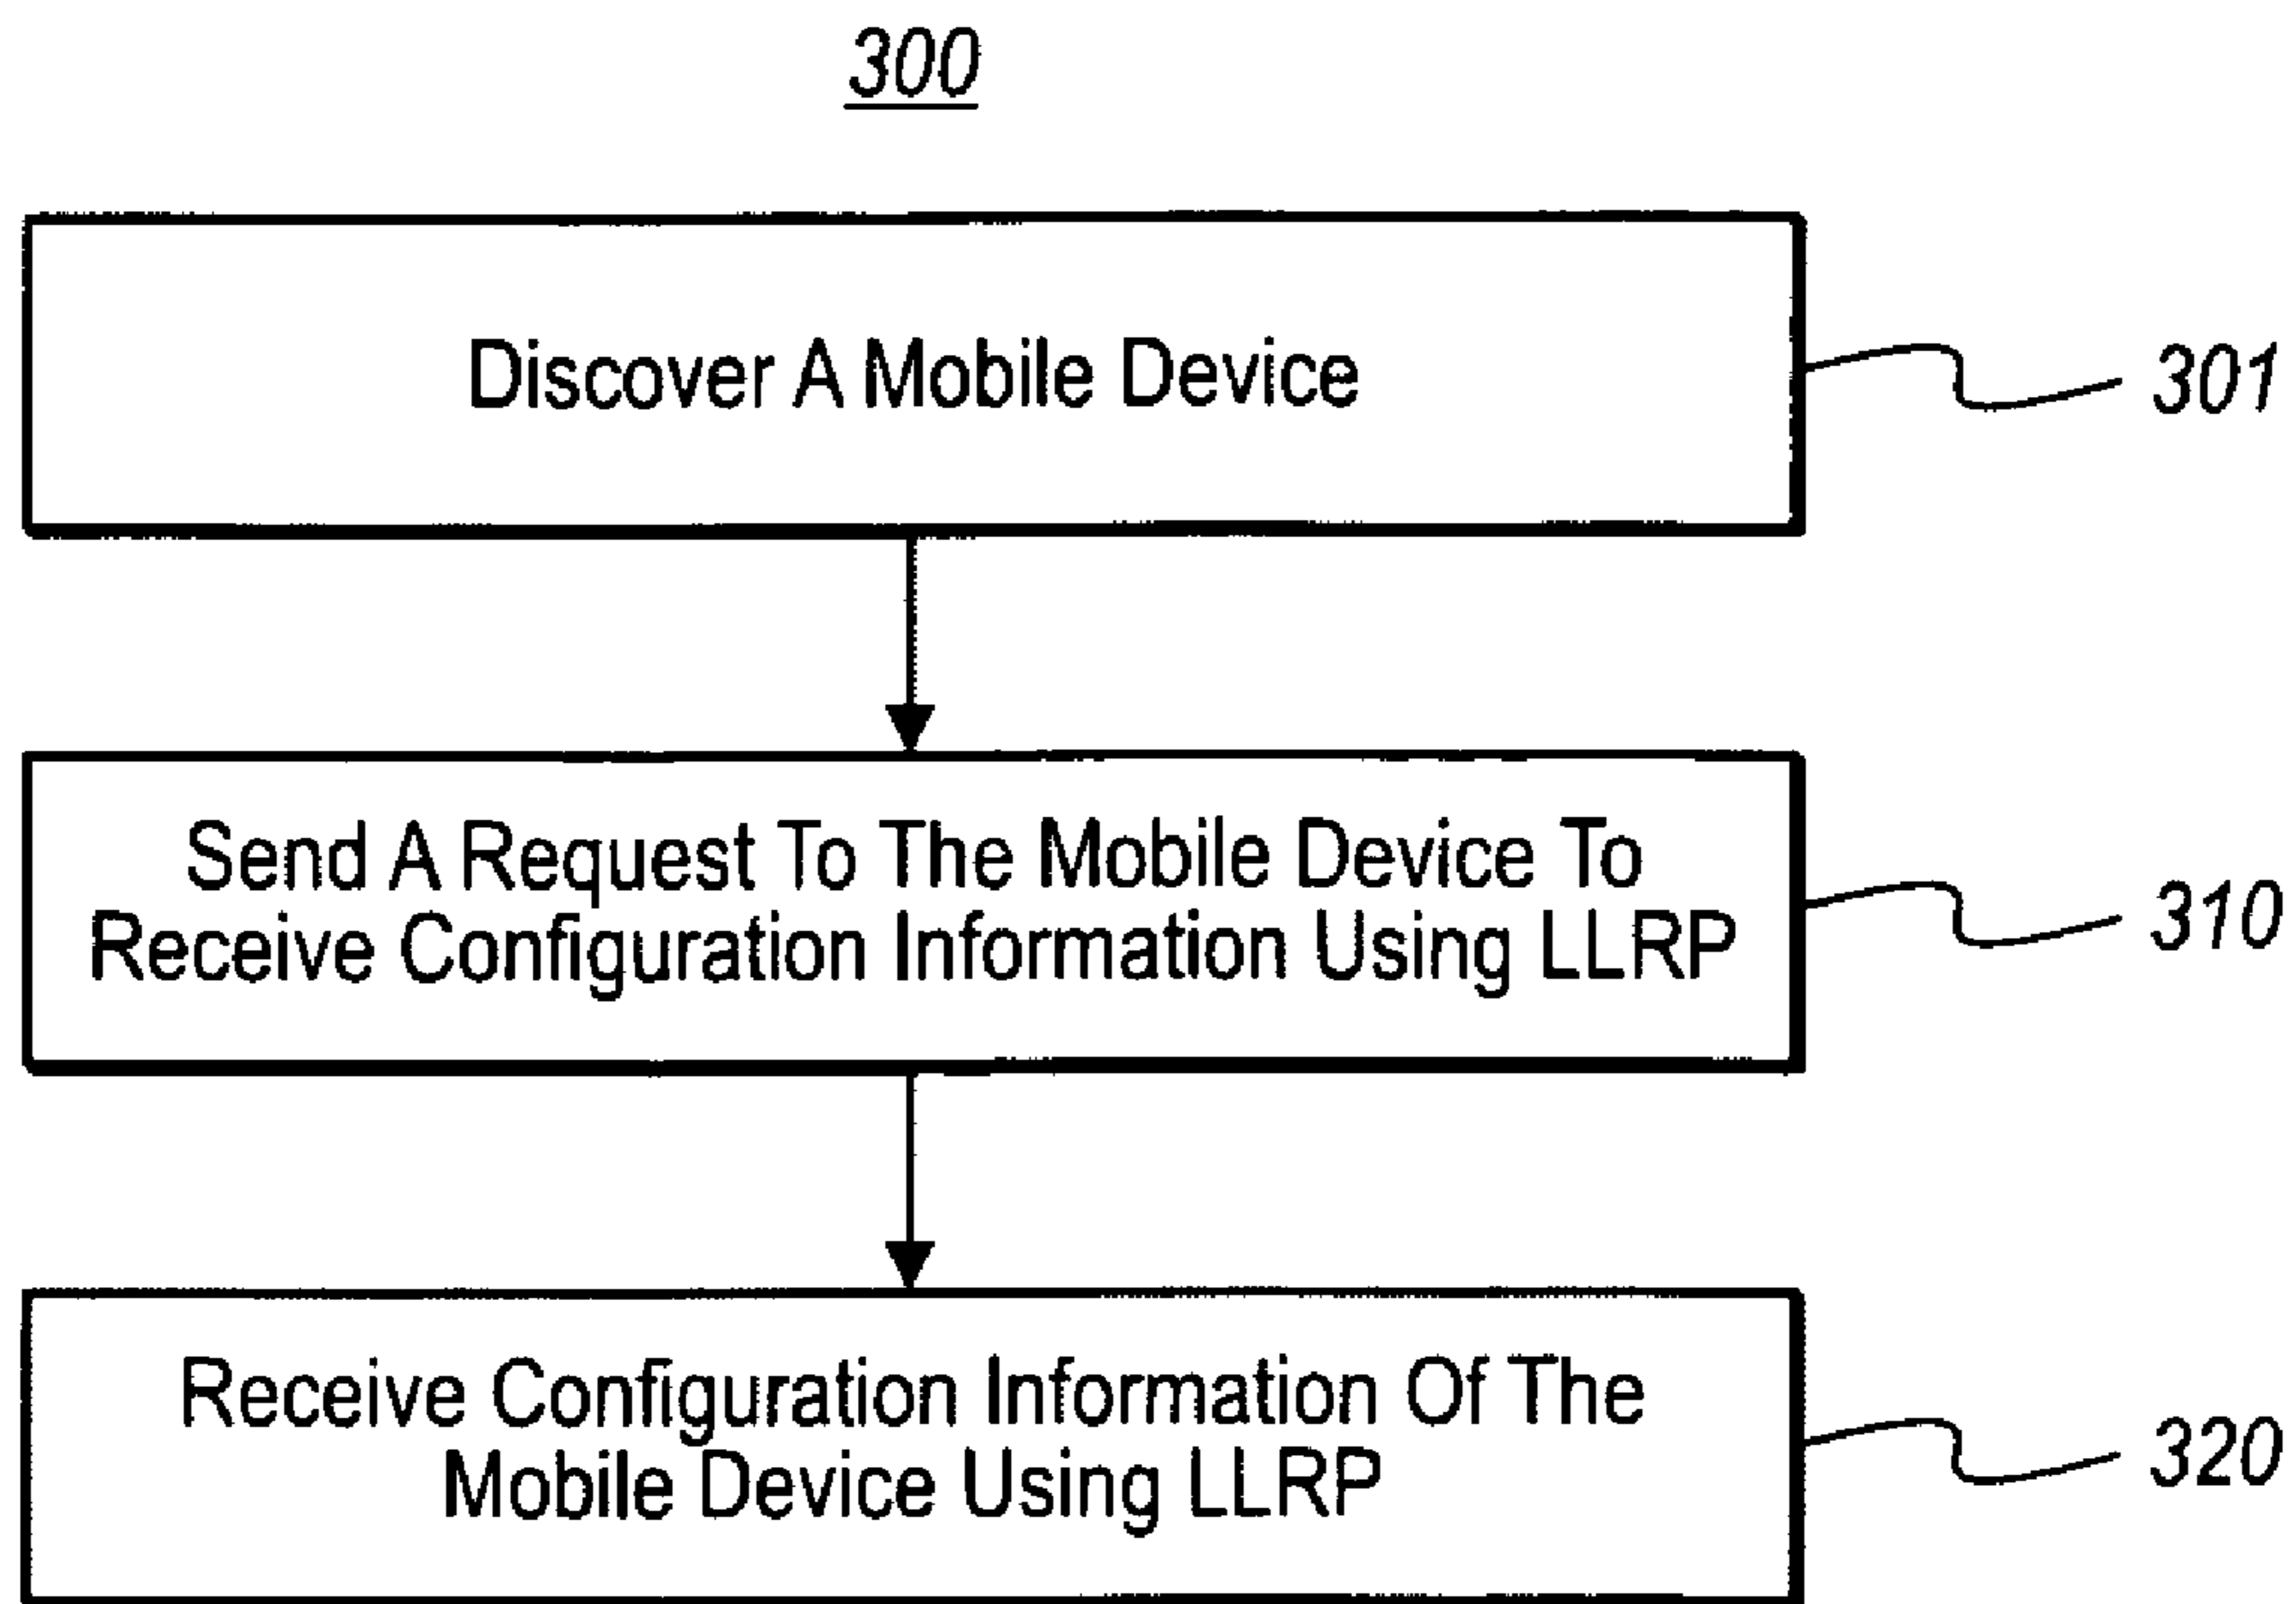 300
Discover A Mobile Device
301
Send A Request To The Mobile Device To
Receive Configuration Information Using LLRP
310
Receive Configuration Information Of The
Mobile Device Using LLRP
320